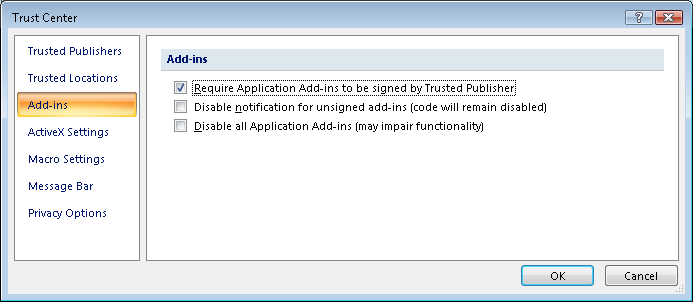 Trust Center
?
Trusted Publishers
Trusted Locations
Add-ins
ActiveX Settings
Macro Settings
Message Bar
Privacy Options
Add-ins
Require Application Add-ins to be signed by Trusted Publisher
Disable notification for unsigned add-ins (code will remain disabled)
Disable all Application Add-ins (may impair functionality)
OK
Cancel